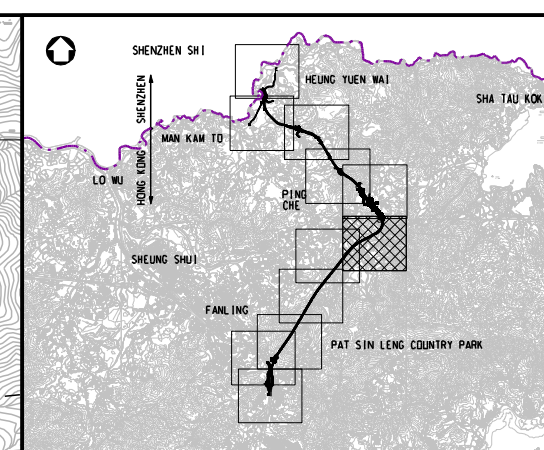 SHENZHEN SHI
HEUNG YUEN WAI
SHENZHEN
SHA TAU KOK
MAN KAM TO
HONG KONG
LO WU
PING
CHE
SHEUNG SHUI
FANLING
PAT SIN LENG COUNTRY PARK